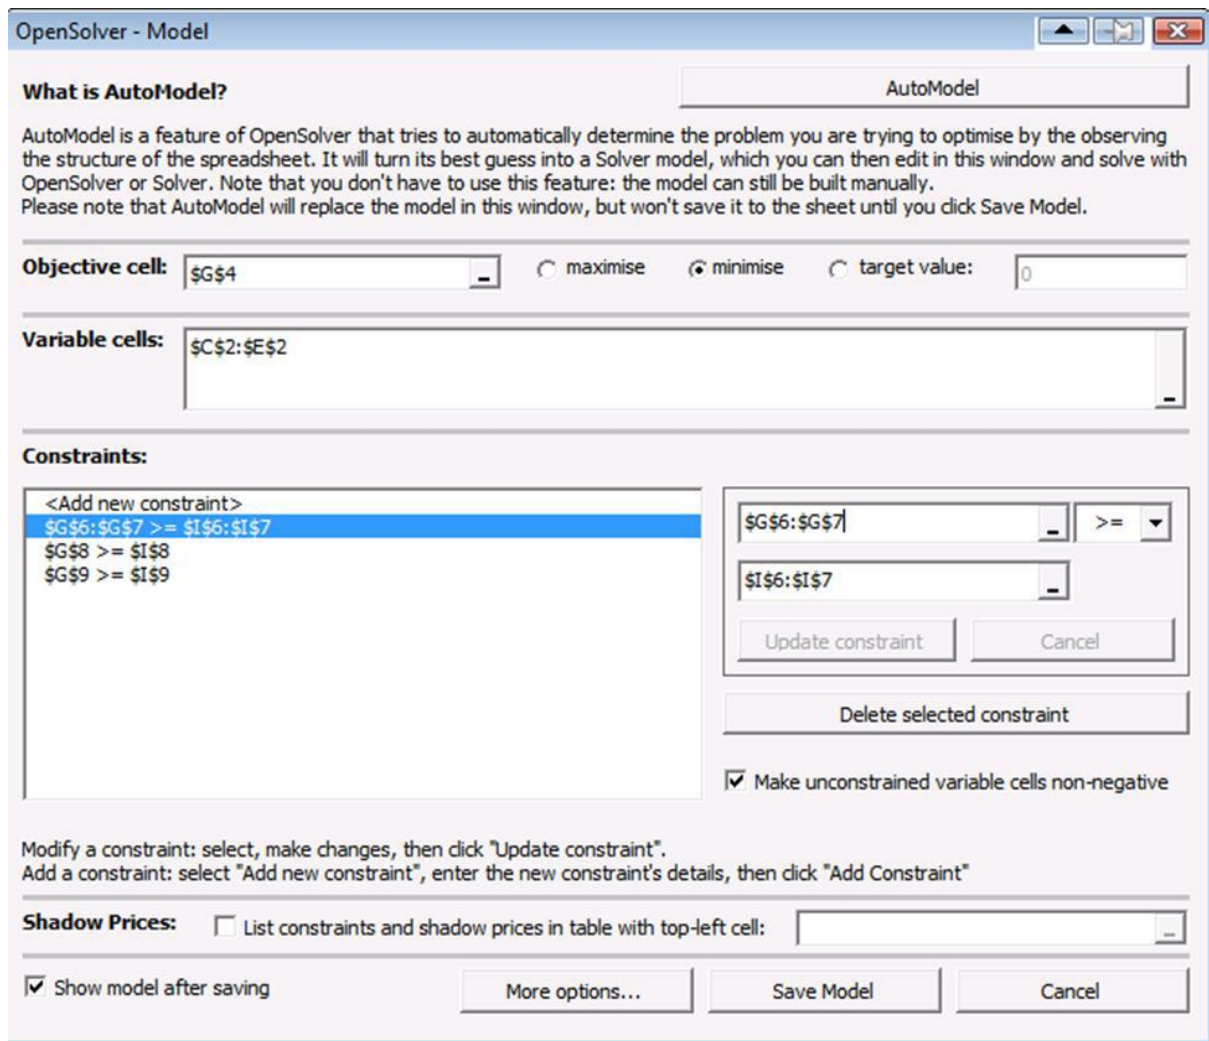 OpenSolver - Model
What is AutoModel?
AutoModel
AutoModel is a feature of OpenSolver that tries to automatically determine the problem you are trying to optimise by the observing
the structure of the spreadsheet. It will turn its best guess into a Solver model, which you can then edit in this window and solve with
OpenSolver or Solver. Note that you don't have to use this feature: the model can still be built manually.
Please note that AutoModel will replace the model in this window, but won't save it to the sheet until you click Save Model.
Objective cell: $G$4 maximise minimise target value: 0
Variable cells: $C$2:$E$2
Constraints:
<Add new constraint>
$G$6:$G$7 >= $I$6:$I$7
$G$8 >= $I$8
$G$9 >= $I$9
$G$6:$G$7 >=
$I$6:$I$7
Update constraint Cancel
Delete selected constraint
Make unconstrained variable cells non-negative
Modify a constraint: select, make changes, then click "Update constraint".
Add a constraint: select "Add new constraint", enter the new constraint's details, then click "Add Constraint"
Shadow Prices: List constraints and shadow prices in table with top-left cell:
Show model after saving More options... Save Model Cancel